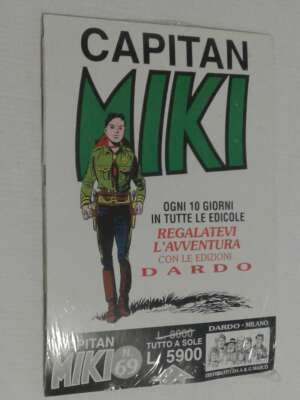 CAPITAN
MIKI
OGNI 10 GIORNI
IN TUTTE LE EDICOLE
REGALATEVI
L'AVVENTURA
CON LE EDIZIONI
DARDO
CAPITAN
MIKI
N.
69
L. 8000
TUTTO A SOLE
L. 5900
DARDO - MILANO